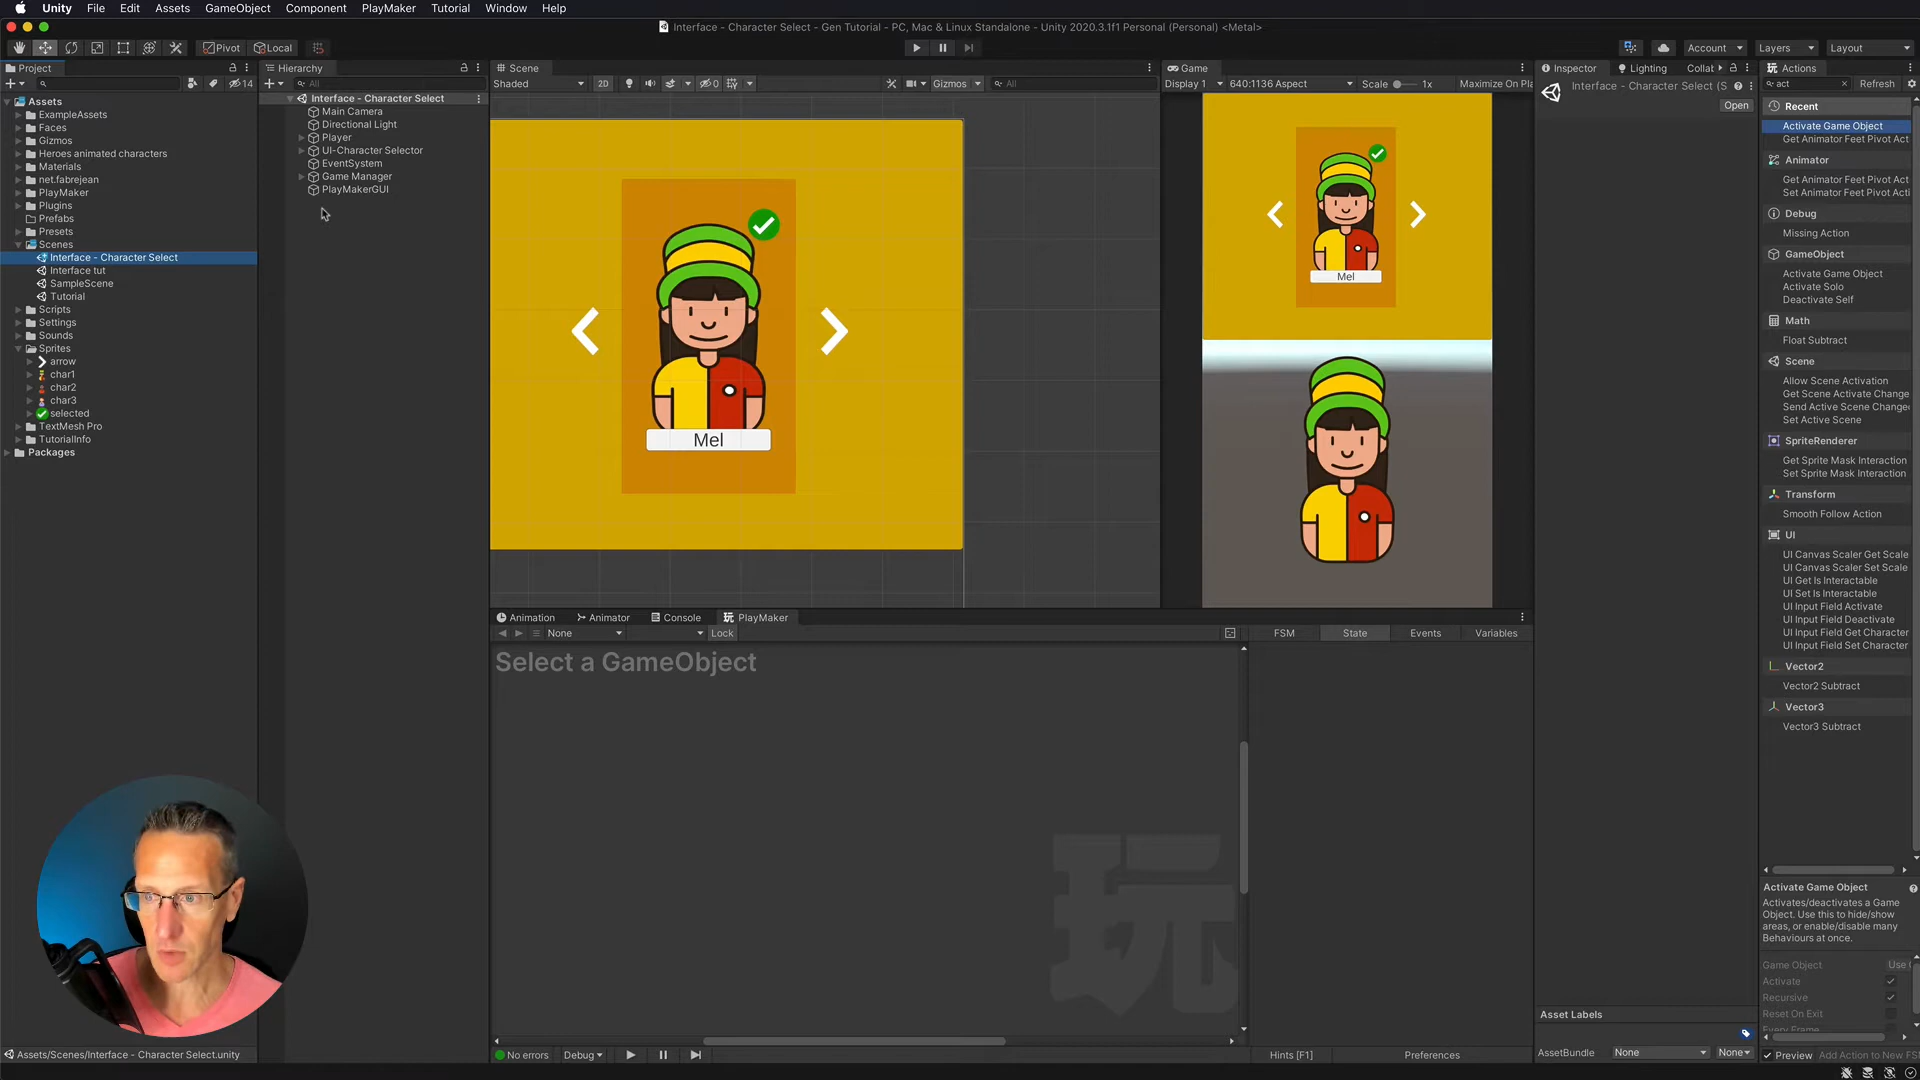 Unity File Edit Assets GameObject Component PlayMaker Tutorial Window Help
Interface - Character Select - Gen Tutorial - PC, Mac & Linux Standalone - Unity 2020.3.1f1 Personal (Personal) <Metal>
Pivot Local
Account Layers Layout
Project
14
Assets
ExampleAssets
Faces
Gizmos
Heroes animated characters
Materials
net.fabrejean
PlayMaker
Plugins
Prefabs
Presets
Scenes
Interface - Character Select
Interface tut
SampleScene
Tutorial
Scripts
Settings
Sounds
Sprites
arrow
char1
char2
char3
selected
TextMesh Pro
TutorialInfo
Packages
Assets/Scenes/Interface - Character Select.unity
Hierarchy
All
Interface - Character Select
Main Camera
Directional Light
Player
UI-Character Selector
EventSystem
Game Manager
PlayMakerGUI
Scene
Shaded 2D 0 Gizmos All
Mel
Game
Display 1 640:1136 Aspect Scale 1x Maximize On Pla
Mel
Animation Animator Console PlayMaker
None Lock
Select a GameObject
玩
FSM State Events Variables
No errors Debug
Hints [F1] Preferences
Inspector Lighting Collat
Interface - Character Select (S
Open
Asset Labels
AssetBundle None None
Actions
act Refresh
Recent
Activate Game Object
Get Animator Feet Pivot Act
Animator
Get Animator Feet Pivot Act
Set Animator Feet Pivot Acti
Debug
Missing Action
GameObject
Activate Game Object
Activate Solo
Deactivate Self
Math
Float Subtract
Scene
Allow Scene Activation
Get Scene Activate Change
Send Active Scene Change
Set Active Scene
SpriteRenderer
Get Sprite Mask Interaction
Set Sprite Mask Interaction
Transform
Smooth Follow Action
UI
UI Canvas Scaler Get Scale
UI Canvas Scaler Set Scale
UI Get Is Interactable
UI Set Is Interactable
UI Input Field Activate
UI Input Field Deactivate
UI Input Field Get Character
UI Input Field Set Character
Vector2
Vector2 Subtract
Vector3
Vector3 Subtract
Activate Game Object
Activates/deactivates a Game
Object. Use this to hide/show
areas, or enable/disable many
Behaviours at once.
Game Object Use
Activate
Recursive
Reset On Exit
Every Frame
Preview Add Action to New FS